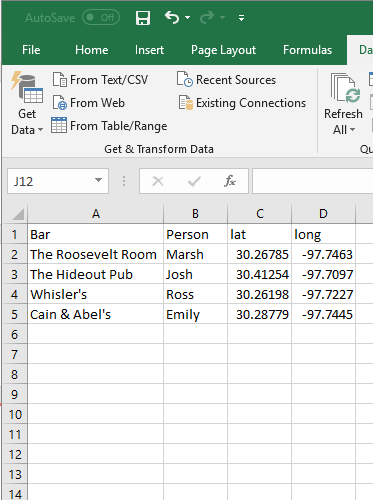 AutoSave Off
File Home Insert Page Layout Formulas Da
Get Data
From Text/CSV
From Web
From Table/Range
Recent Sources
Existing Connections
Refresh All
Get & Transform Data Qu
J12 fx
A B C D
1 Bar Person lat long
2 The Roosevelt Room Marsh 30.26785 -97.7463
3 The Hideout Pub Josh 30.41254 -97.7097
4 Whisler's Ross 30.26198 -97.7227
5 Cain & Abel's Emily 30.28779 -97.7445
6
7
8
9
10
11
12
13
14